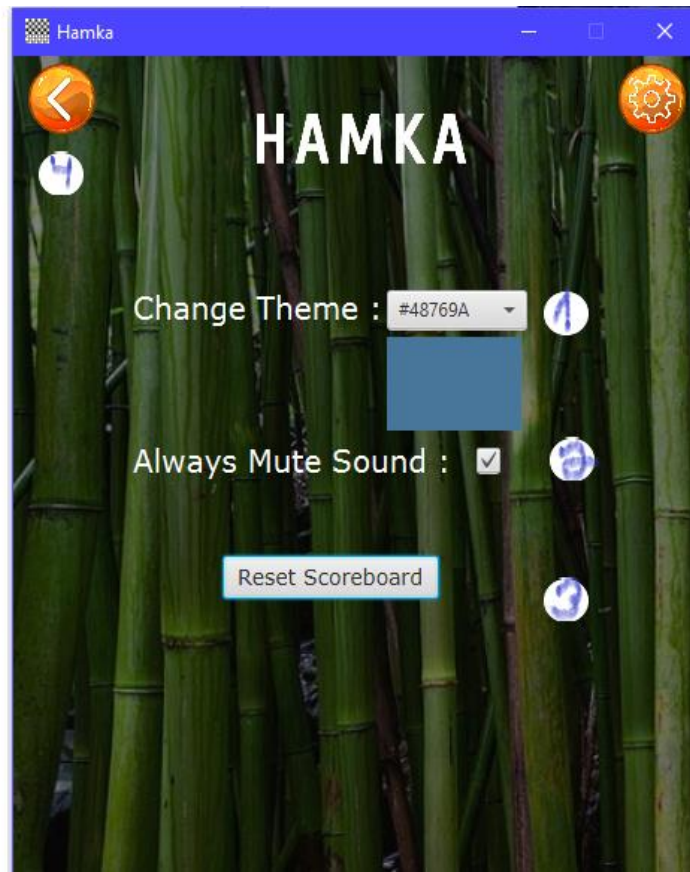 Hamka
HAMKA
4
Change Theme : #48769A 1
Always Mute Sound : 2
Reset Scoreboard
3